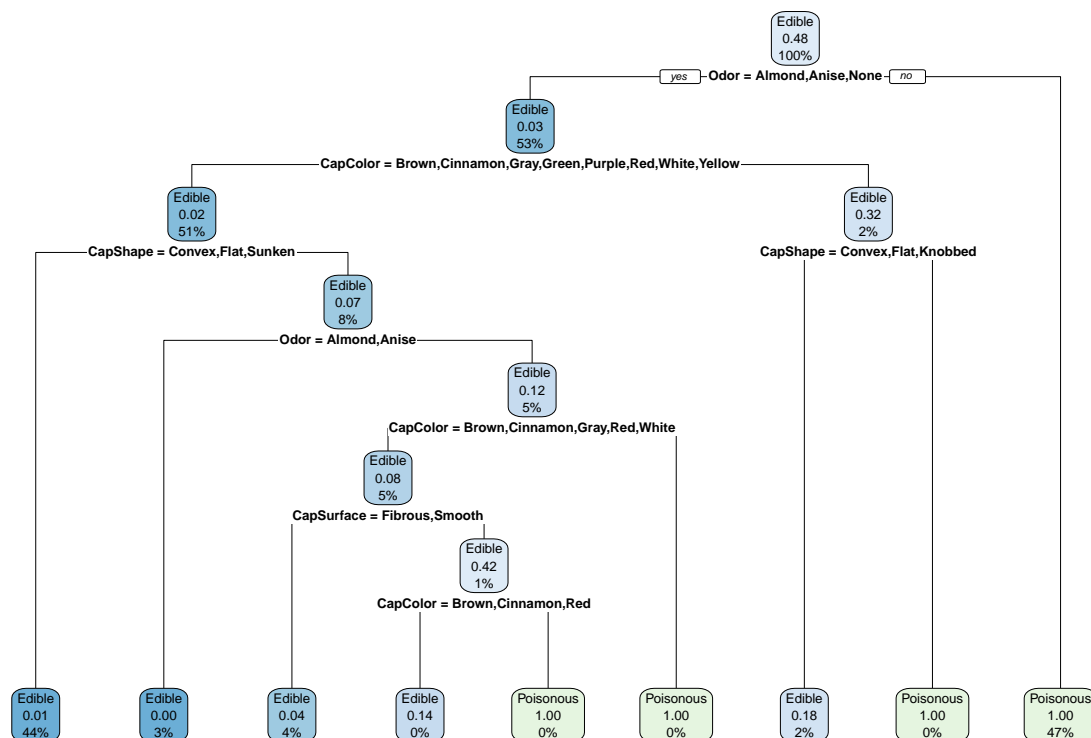 Edible
0.48
100%
yes
Odor = Almond,Anise,None
no
Edible
0.03
53%
CapColor = Brown,Cinnamon,Gray,Green,Purple,Red,White,Yellow
Edible
0.02
51%
Edible
0.32
2%
CapShape = Convex,Flat,Sunken
CapShape = Convex,Flat,Knobbed
Edible
0.07
8%
Odor = Almond,Anise
Edible
0.12
5%
CapColor = Brown,Cinnamon,Gray,Red,White
Edible
0.08
5%
CapSurface = Fibrous,Smooth
Edible
0.42
1%
CapColor = Brown,Cinnamon,Red
Edible
0.01
44%
Edible
0.00
3%
Edible
0.04
4%
Edible
0.14
0%
Poisonous
1.00
0%
Poisonous
1.00
0%
Edible
0.18
2%
Poisonous
1.00
0%
Poisonous
1.00
47%